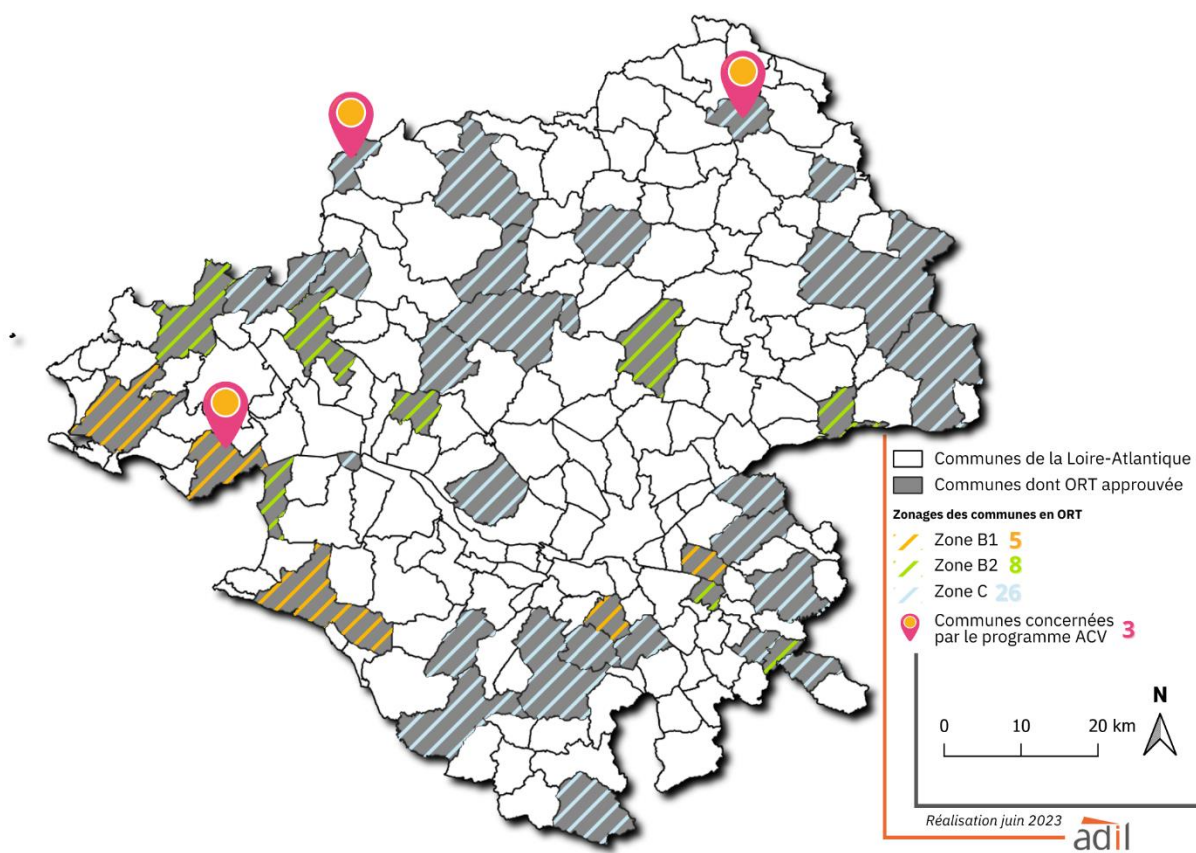 Communes de la Loire-Atlantique
Communes dont ORT approuvée
Zonages des communes en ORT
Zone B1 5
Zone B2 8
Zone C 26
Communes concernées
par le programme ACV 3
N
0 10 20 km
Réalisation juin 2023
adil